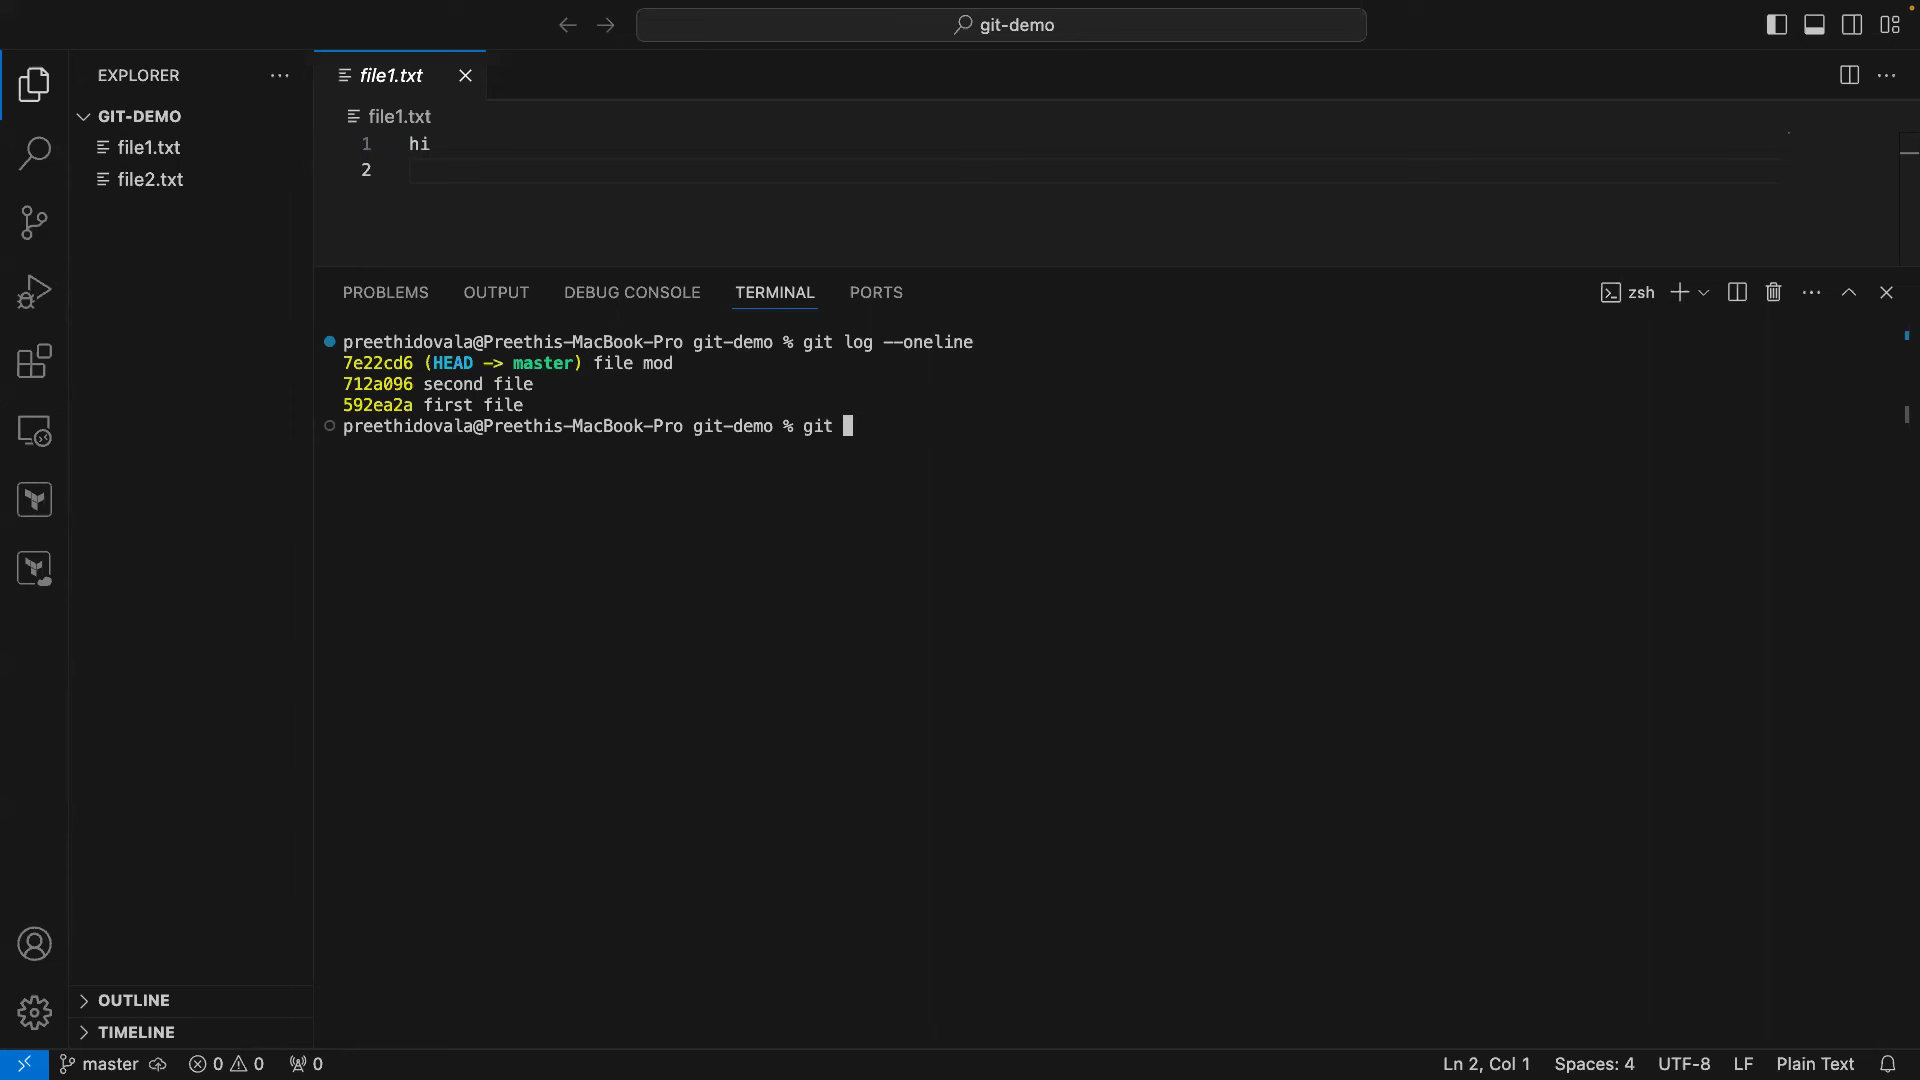 git-demo
EXPLORER
GIT-DEMO
file1.txt
file2.txt
file1.txt
file1.txt
1 hi
2
PROBLEMS OUTPUT DEBUG CONSOLE TERMINAL PORTS
zsh
preethidovala@Preethis-MacBook-Pro git-demo % git log --oneline
7e22cd6 (HEAD -> master) file mod
712a096 second file
592ea2a first file
preethidovala@Preethis-MacBook-Pro git-demo % git
OUTLINE
TIMELINE
master 0 0 0 Ln 2, Col 1 Spaces: 4 UTF-8 LF Plain Text